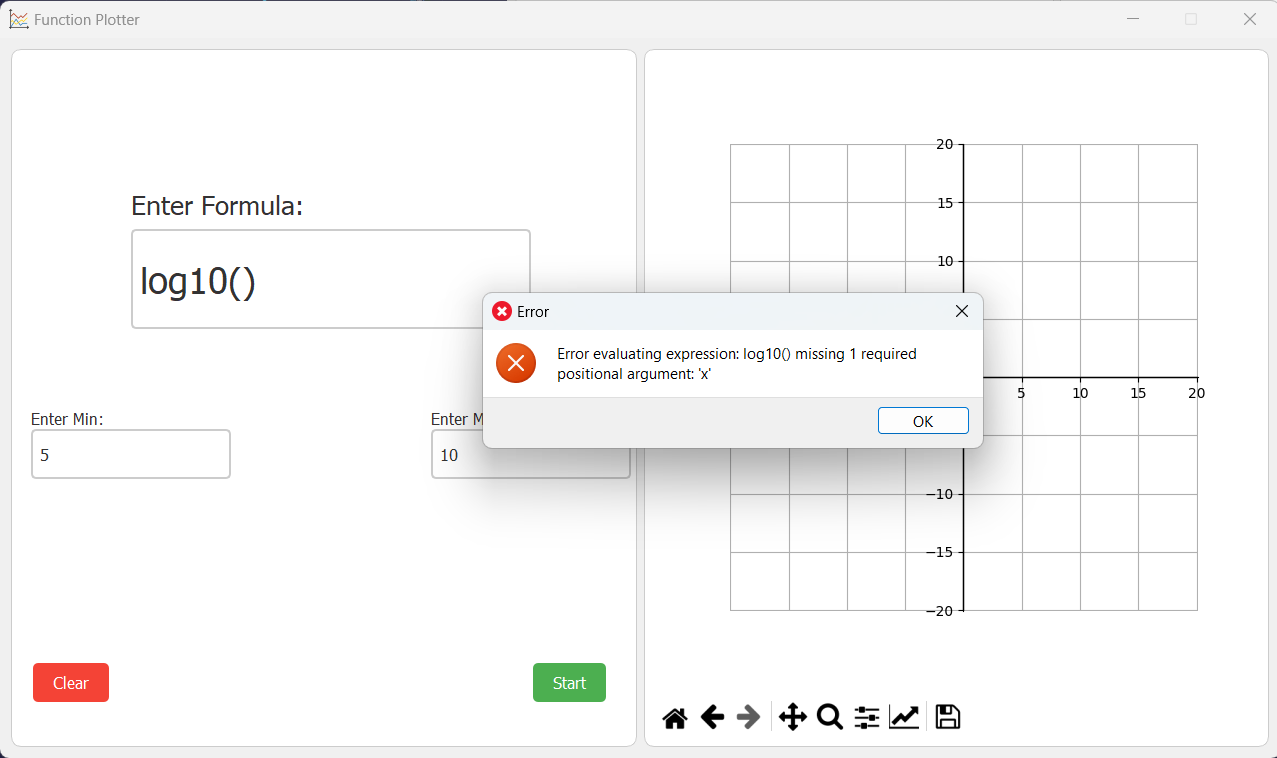 Function Plotter
Enter Formula:
log10()
Enter Min:
5
Enter M
10
Clear
Start
Error
Error evaluating expression: log10() missing 1 required
positional argument: 'x'
OK
20
15
10
5
10
15
20
−10
−15
−20